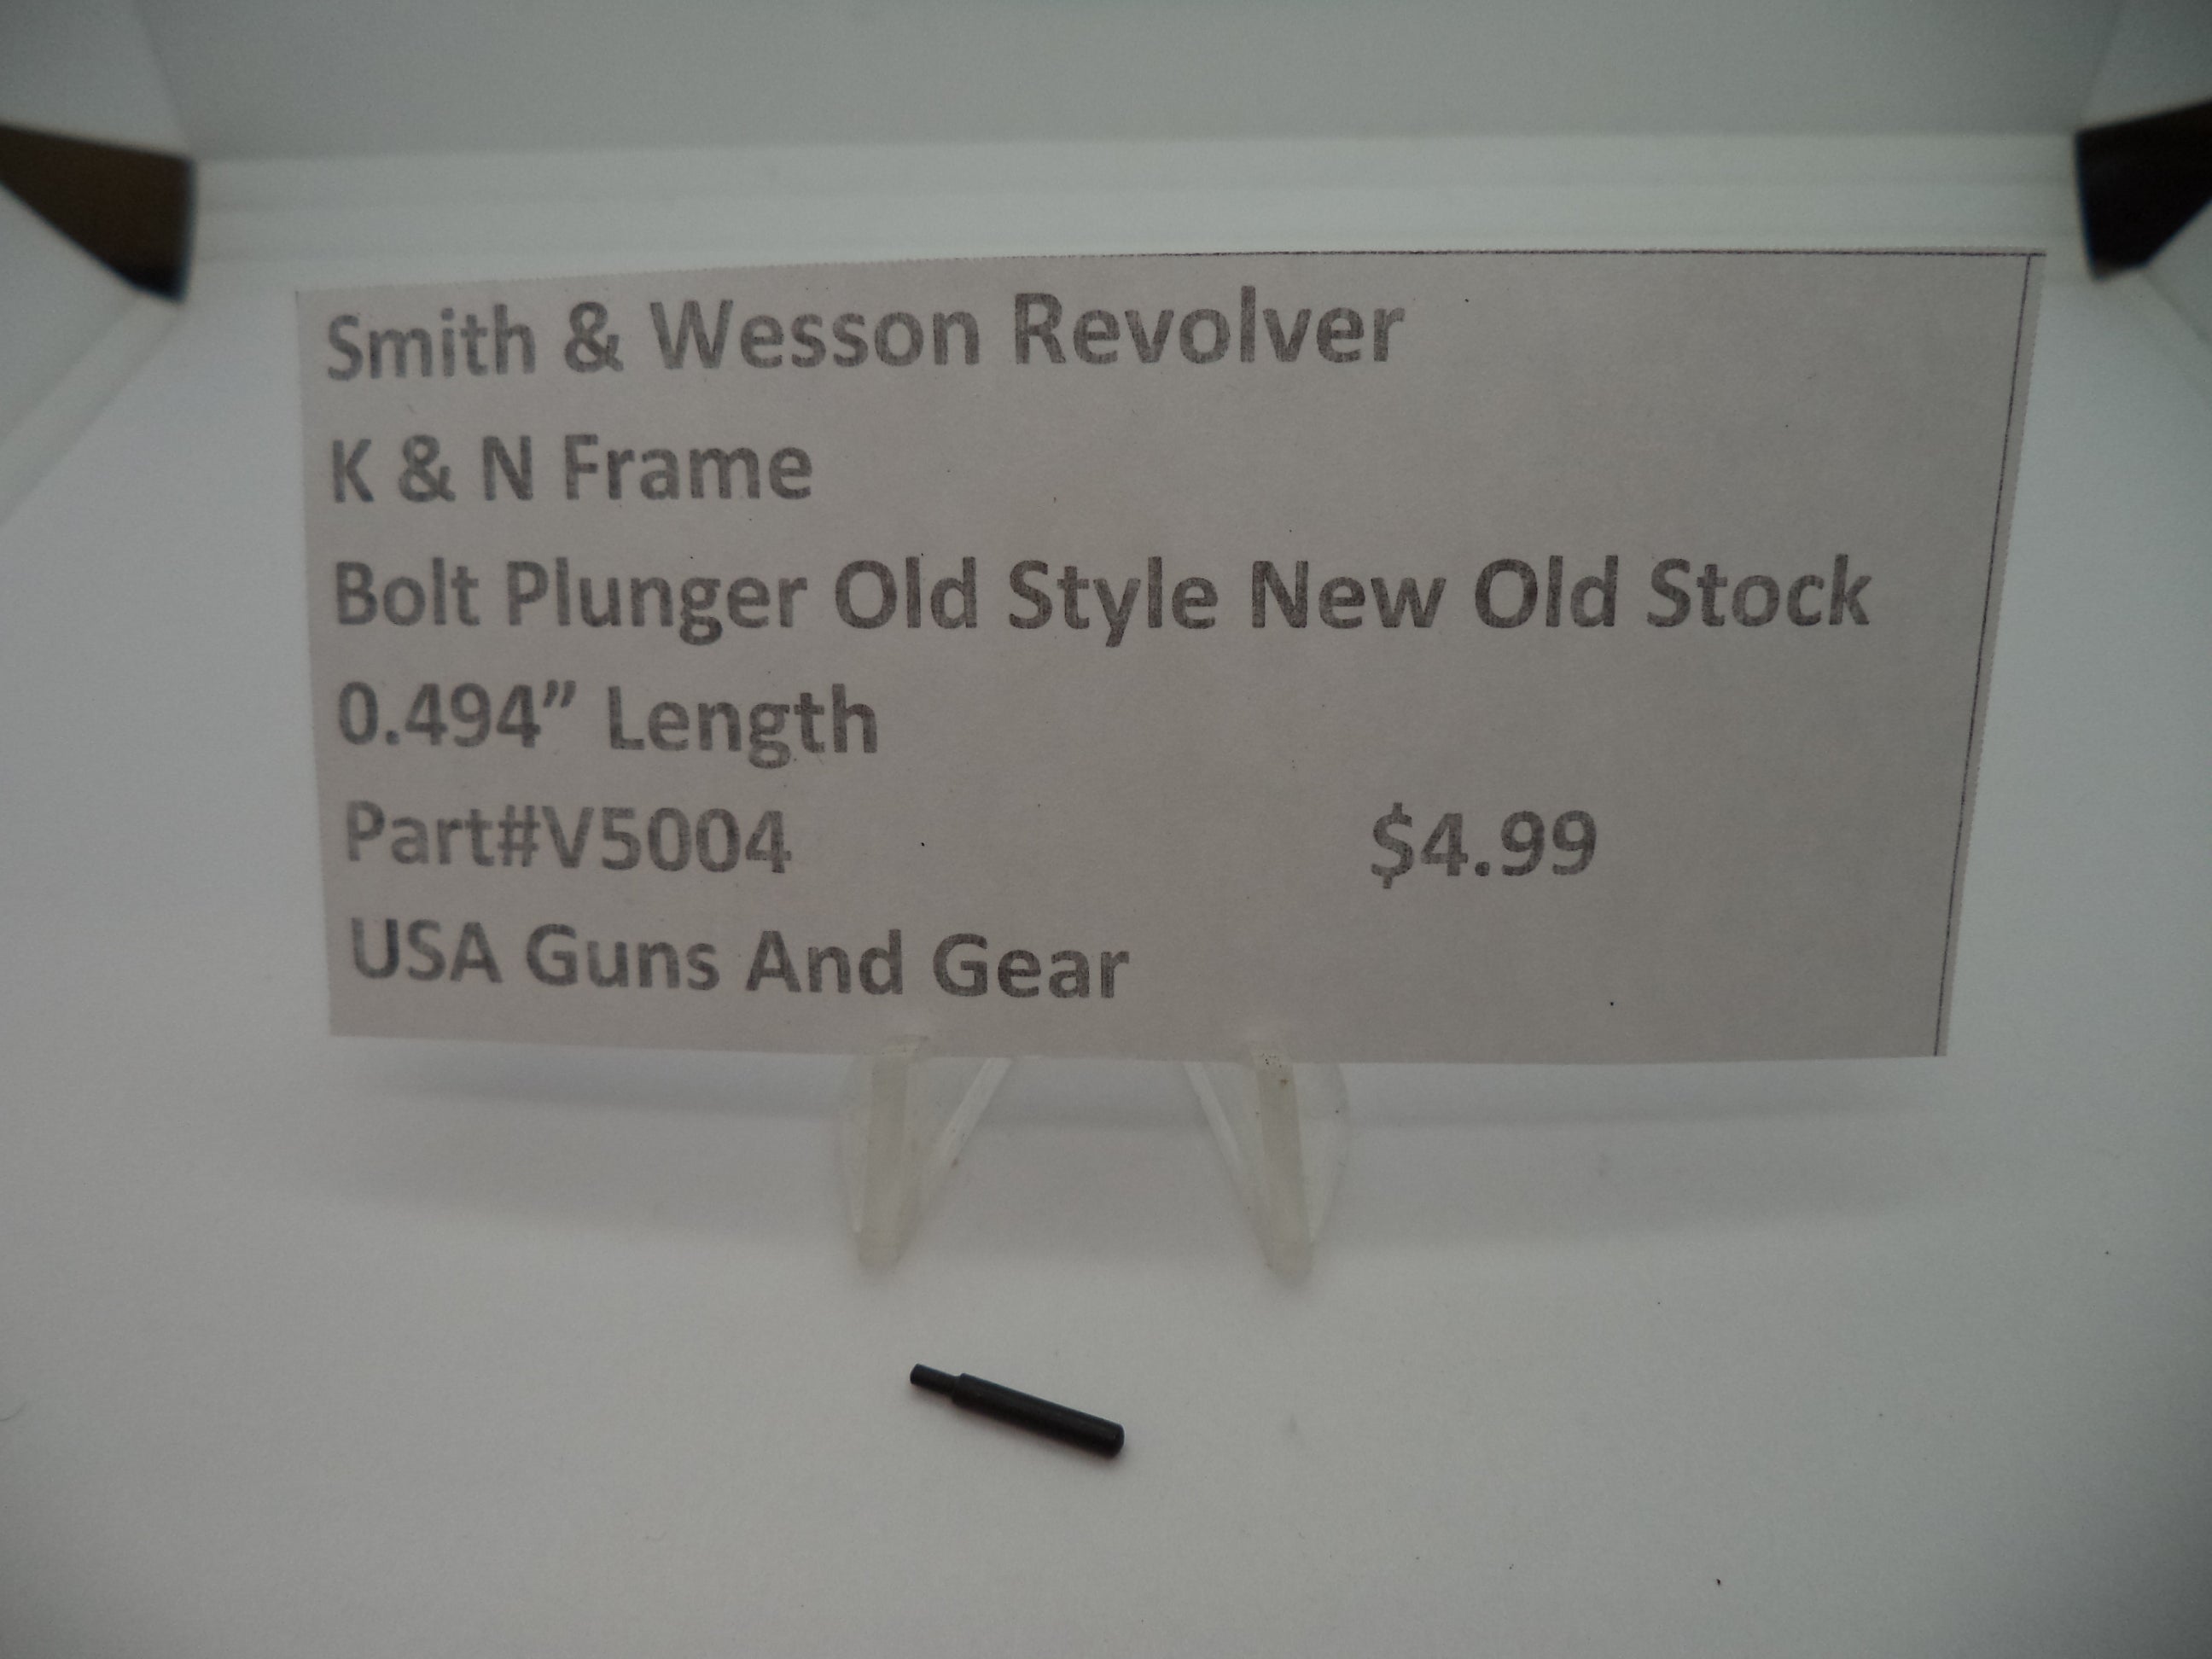 Smith & Wesson Revolver
K & N Frame
Bolt Plunger Old Style New Old Stock
0.494” Length
Part#V5004 $4.99
USA Guns And Gear